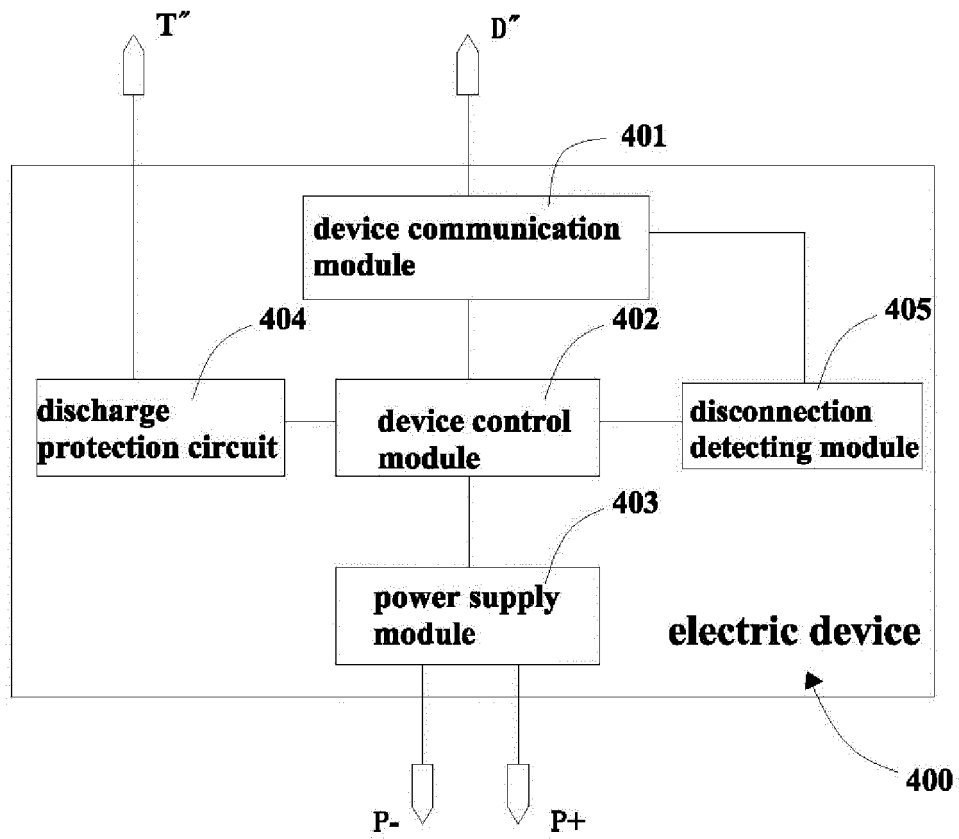 T″
D″
401
device communication
module
404
402
405
discharge
protection circuit
device control
module
disconnection
detecting module
403
power supply
module
electric device
400
P-
P+